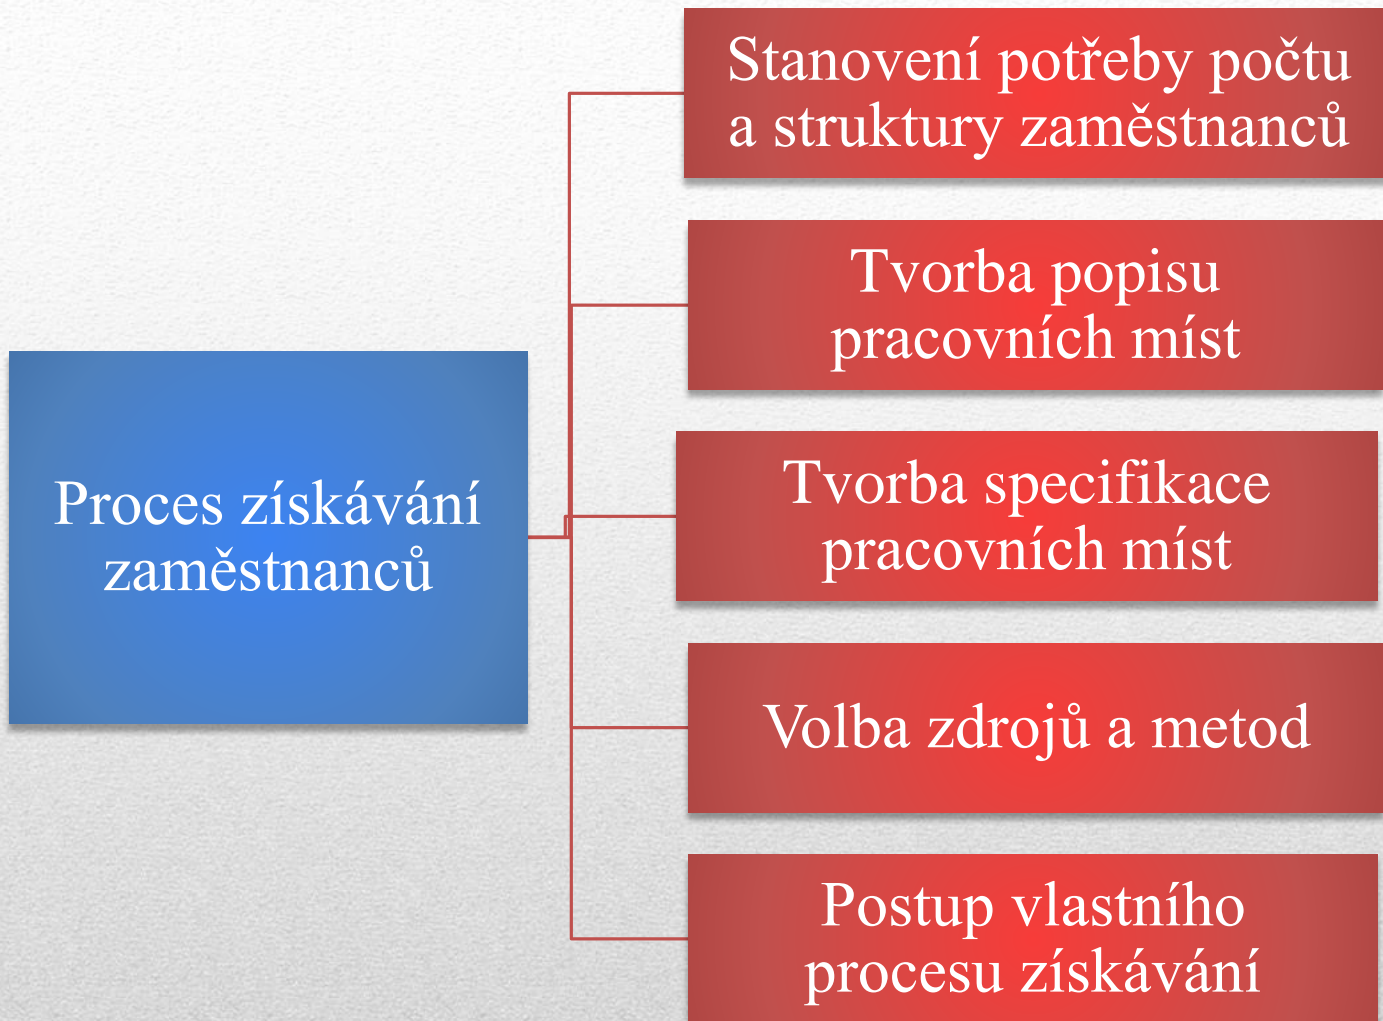 Stanovení potřeby počtu
a struktury zaměstnanců
Tvorba popisu
pracovních míst
Proces získávání
zaměstnanců
Tvorba specifikace
pracovních míst
Volba zdrojů a metod
Postup vlastního
procesu získávání